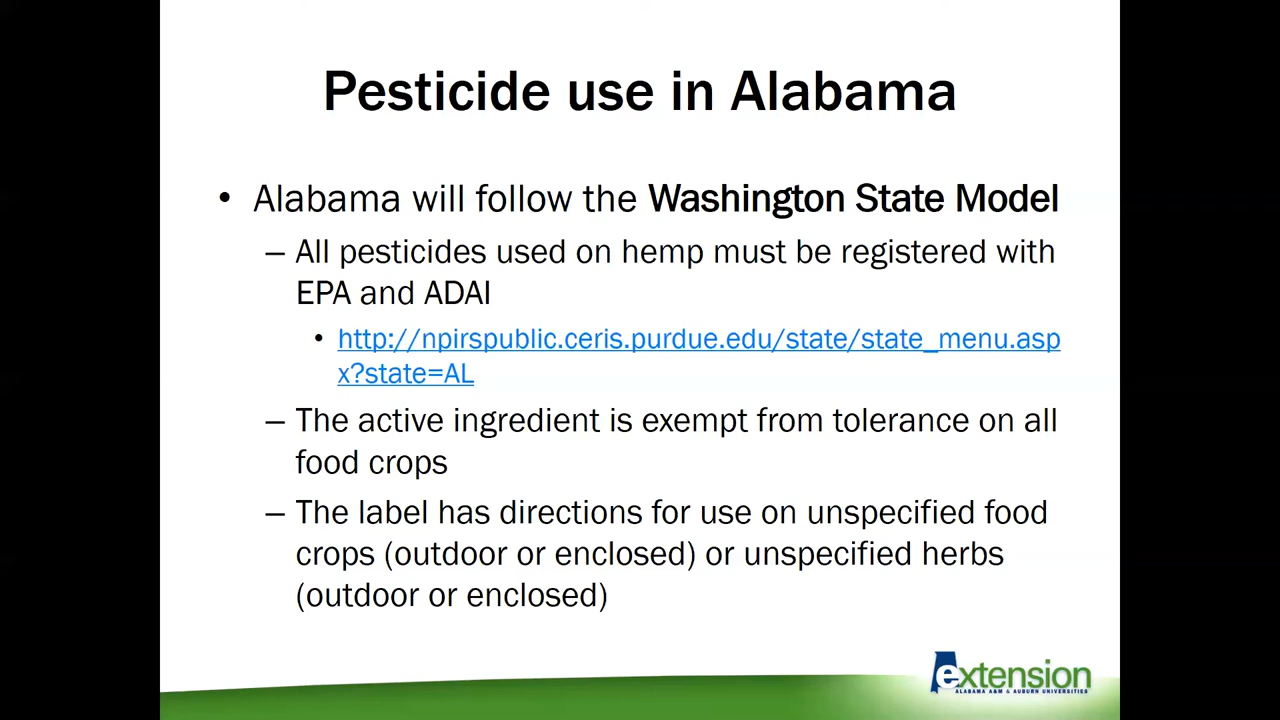 Pesticide use in Alabama
• Alabama will follow the Washington State Model
– All pesticides used on hemp must be registered with
EPA and ADAI
• http://npirspublic.ceris.purdue.edu/state/state_menu.asp
x?state=AL
– The active ingredient is exempt from tolerance on all
food crops
– The label has directions for use on unspecified food
crops (outdoor or enclosed) or unspecified herbs
(outdoor or enclosed)
extension
ALABAMA A&M & AUBURN UNIVERSITIES